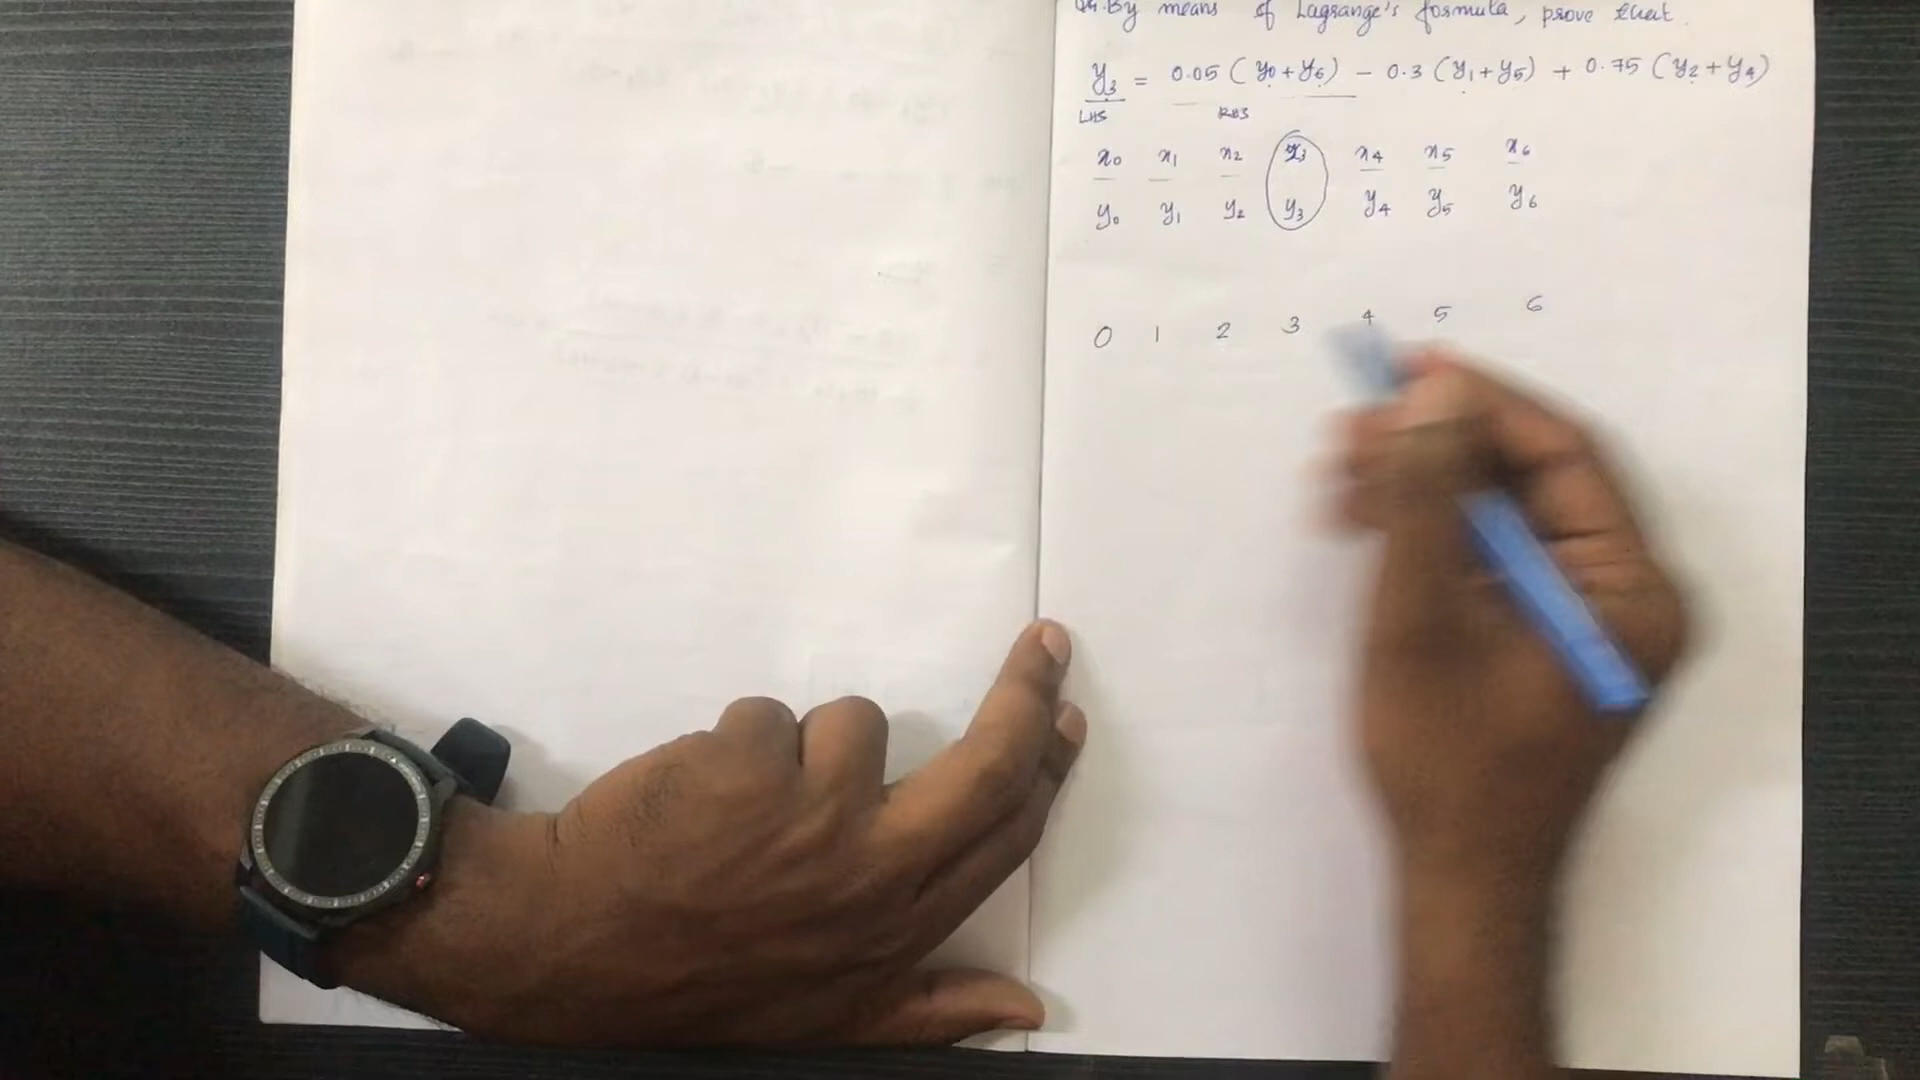 Q4. By means of Lagrange's formula, prove that
y₃ = 0.05 (y₀+y₆) − 0.3 (y₁+y₅) + 0.75 (y₂+y₄)
LHS RHS
x₀ x₁ x₂ x₃ x₄ x₅ x₆
y₀ y₁ y₂ y₃ y₄ y₅ y₆
0 1 2 3 4 5 6